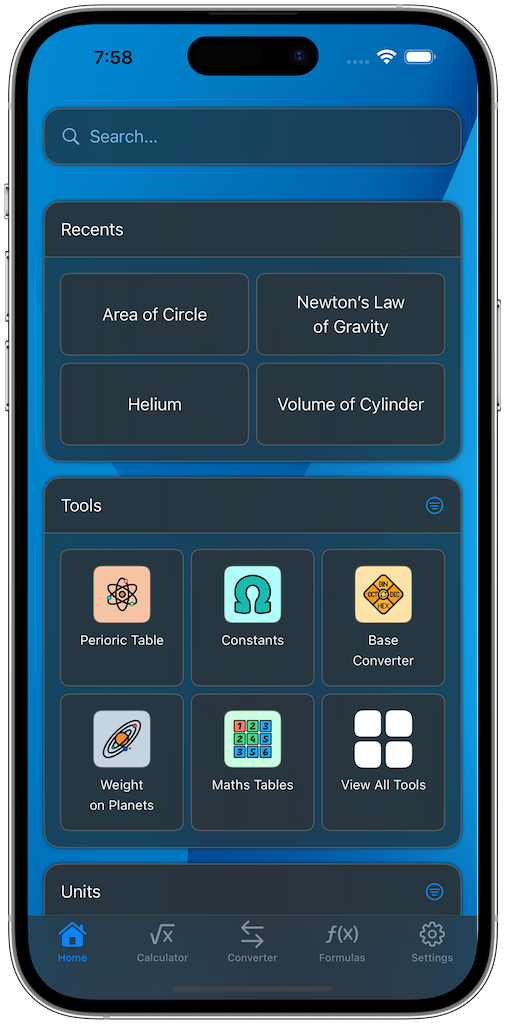 7:58
Search...
Recents
Area of Circle
Newton's Law
of Gravity
Helium
Volume of Cylinder
Tools
BIN
OCT DEC
HEX
Perioric Table
Constants
Base
Converter
1 2 3
2 4 5
3 5 6
Weight
on Planets
Maths Tables
View All Tools
Units
√x
f(x)
Home
Calculator
Converter
Formulas
Settings